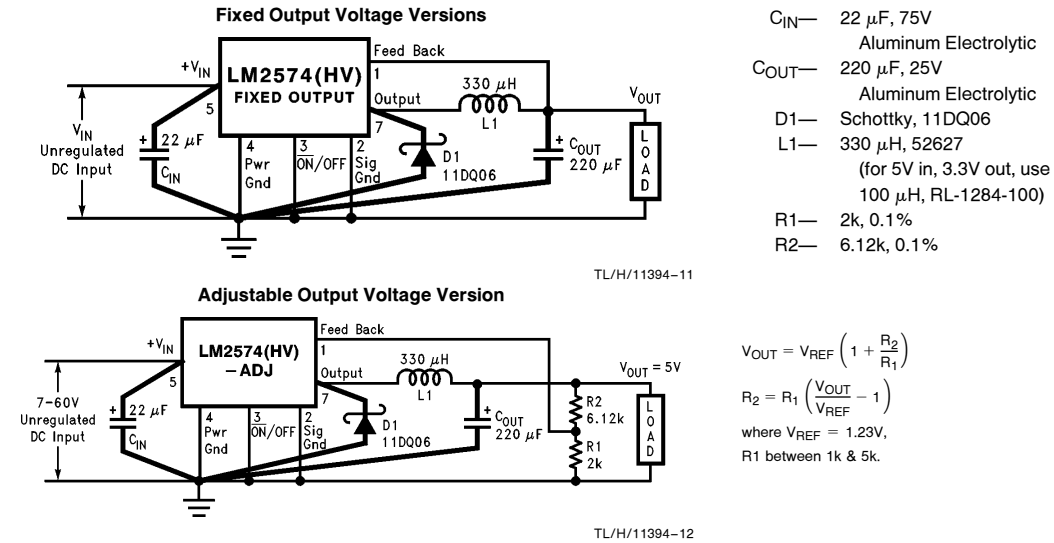 Fixed Output Voltage Versions
Feed Back
+VIN
LM2574(HV)
FIXED OUTPUT
1
330 μH
Output
VOUT
5
7
L1
VIN
Unregulated
DC Input
+
22 μF
CIN
4
Pwr
Gnd
3
ON/OFF
2
Sig
Gnd
D1
11DQ06
+
COUT
220 μF
LOAD
TL/H/11394–11
CIN— 22 μF, 75V
Aluminum Electrolytic
COUT— 220 μF, 25V
Aluminum Electrolytic
D1— Schottky, 11DQ06
L1— 330 μH, 52627
(for 5V in, 3.3V out, use
100 μH, RL-1284-100)
R1— 2k, 0.1%
R2— 6.12k, 0.1%
Adjustable Output Voltage Version
Feed Back
+VIN
LM2574(HV)
–ADJ
1
330 μH
Output
VOUT = 5V
5
7
L1
7–60V
Unregulated
DC Input
+
22 μF
CIN
4
Pwr
Gnd
3
ON/OFF
2
Sig
Gnd
D1
11DQ06
+
COUT
220 μF
R2
6.12k
R1
2k
LOAD
TL/H/11394–12
VOUT = VREF (1 + R2/R1)
R2 = R1 (VOUT/VREF − 1)
where VREF = 1.23V,
R1 between 1k & 5k.